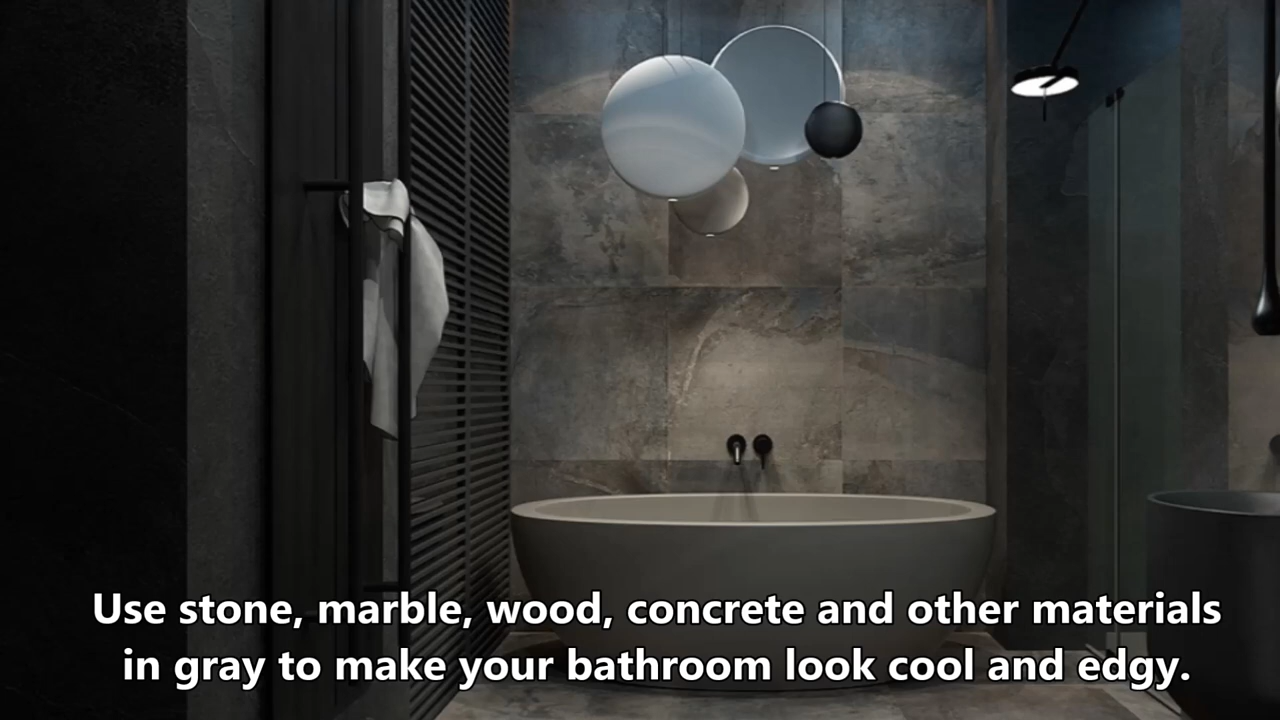 Use stone, marble, wood, concrete and other materials
in gray to make your bathroom look cool and edgy.